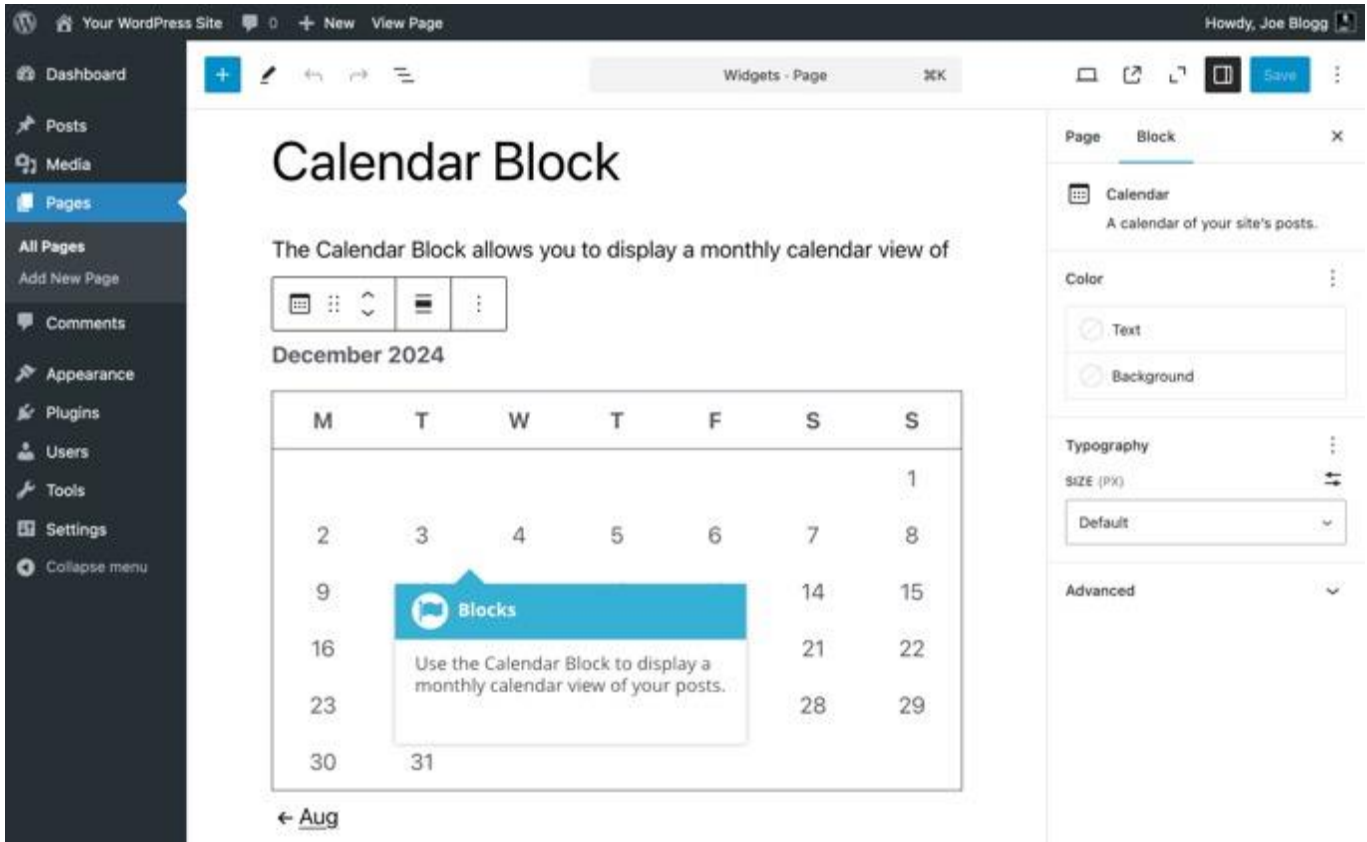 Your WordPress Site 0 + New View Page Howdy, Joe Blogg
Dashboard
Posts
Media
Pages
All Pages
Add New Page
Comments
Appearance
Plugins
Users
Tools
Settings
Collapse menu
Widgets · Page ⌘K Save
Calendar Block
The Calendar Block allows you to display a monthly calendar view of
December 2024
M T W T F S S
1
2 3 4 5 6 7 8
9 14 15
16 21 22
23 28 29
30 31
Blocks
Use the Calendar Block to display a
monthly calendar view of your posts.
← Aug
Page Block
Calendar
A calendar of your site's posts.
Color
Text
Background
Typography
SIZE (PX)
Default
Advanced